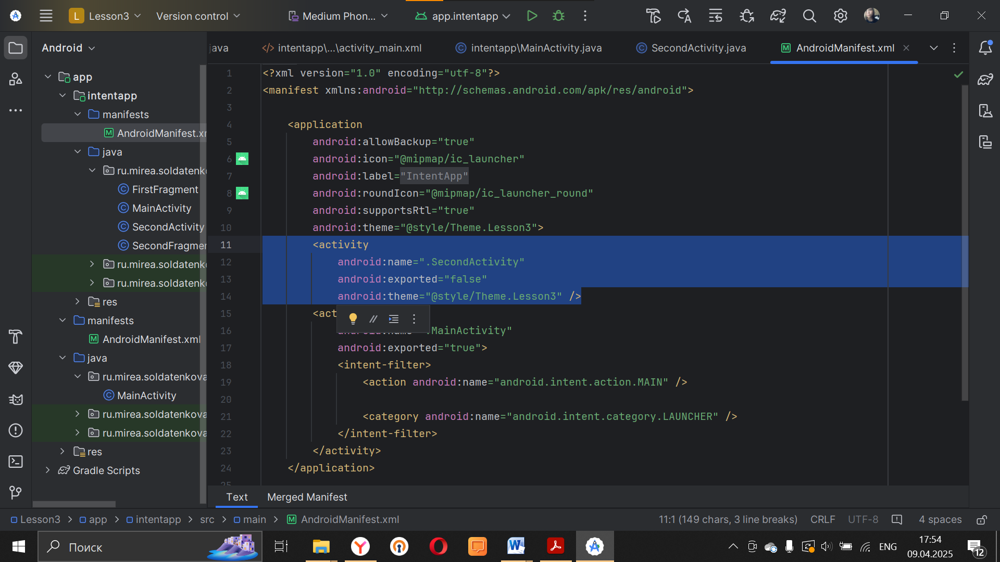 L Lesson3
Version control
Medium Phon...
app.intentapp
Android
java
intentapp\...\activity_main.xml
intentapp\MainActivity.java
SecondActivity.java
AndroidManifest.xml
app
intentapp
manifests
AndroidManifest.xr
java
ru.mirea.soldatenko
FirstFragment
MainActivity
SecondActivity
SecondFragmer
ru.mirea.soldatenko
ru.mirea.soldatenko
res
manifests
AndroidManifest.xml
java
ru.mirea.soldatenkova
MainActivity
ru.mirea.soldatenkova
ru.mirea.soldatenkova
res
Gradle Scripts
1 <?xml version="1.0" encoding="utf-8"?>
2 <manifest xmlns:android="http://schemas.android.com/apk/res/android">
3
4 <application
5 android:allowBackup="true"
6 android:icon="@mipmap/ic_launcher"
7 android:label="IntentApp"
8 android:roundIcon="@mipmap/ic_launcher_round"
9 android:supportsRtl="true"
10 android:theme="@style/Theme.Lesson3">
11 <activity
12 android:name=".SecondActivity"
13 android:exported="false"
14 android:theme="@style/Theme.Lesson3" />
15 <act
16 android:name=".MainActivity"
17 android:exported="true">
18 <intent-filter>
19 <action android:name="android.intent.action.MAIN" />
20
21 <category android:name="android.intent.category.LAUNCHER" />
22 </intent-filter>
23 </activity>
24 </application>
25
Text
Merged Manifest
Lesson3 > app > intentapp > src > main > AndroidManifest.xml
11:1 (149 chars, 3 line breaks)
CRLF
UTF-8
4 spaces
Поиск
ENG
17:54
09.04.2025
12